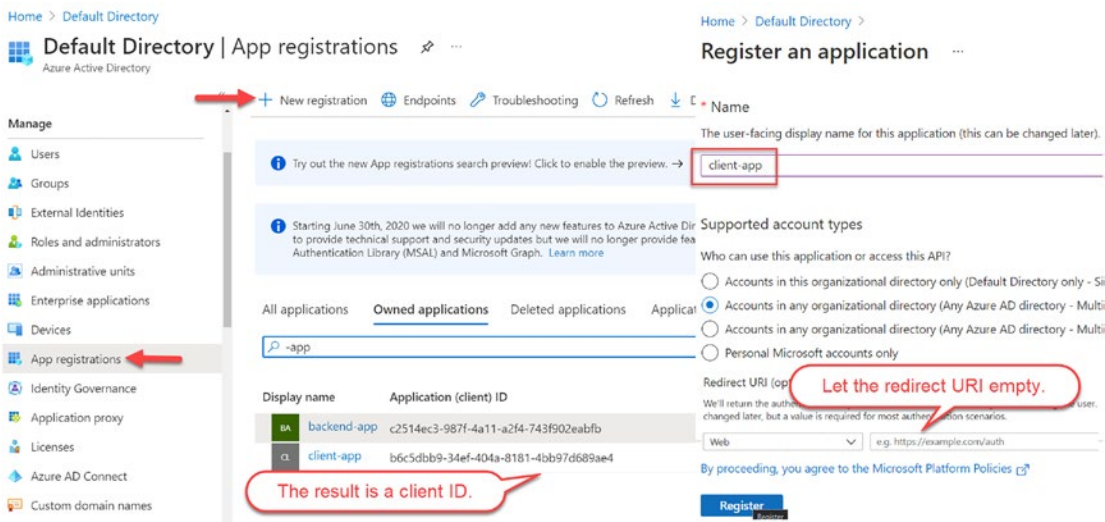 Home > Default Directory
Default Directory | App registrations
Azure Active Directory
Manage
Users
Groups
External Identities
Roles and administrators
Administrative units
Enterprise applications
Devices
App registrations
Identity Governance
Application proxy
Licenses
Azure AD Connect
Custom domain names
New registration Endpoints Troubleshooting Refresh D
Try out the new App registrations search preview! Click to enable the preview. →
Starting June 30th, 2020 we will no longer add any new features to Azure Active Dir
to provide technical support and security updates but we will no longer provide fea
Authentication Library (MSAL) and Microsoft Graph. Learn more
All applications Owned applications Deleted applications Applicat
-app
Display name Application (client) ID
BA backend-app c2514ec3-987f-4a11-a2f4-743f902eabfb
CL client-app b6c5dbb9-34ef-404a-8181-4bb97d689ae4
The result is a client ID.
Home > Default Directory >
Register an application ...
* Name
The user-facing display name for this application (this can be changed later).
client-app
Supported account types
Who can use this application or access this API?
Accounts in this organizational directory only (Default Directory only - Si
Accounts in any organizational directory (Any Azure AD directory - Multi
Accounts in any organizational directory (Any Azure AD directory - Multi
Personal Microsoft accounts only
Redirect URI (op
Let the redirect URI empty.
We'll return the authe user.
changed later, but a value is required for most authentication scenarios.
Web e.g. https://example.com/auth
By proceeding, you agree to the Microsoft Platform Policies
Register
Register